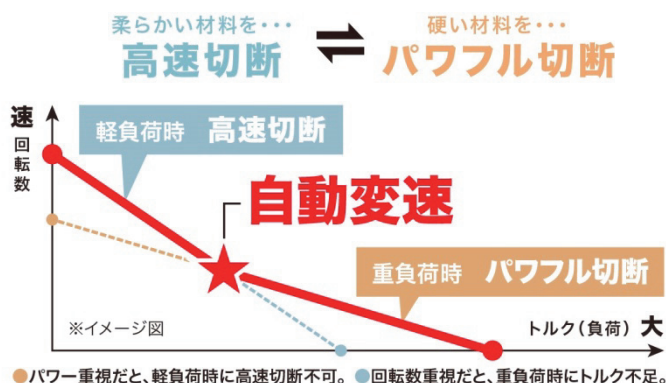 柔らかい材料を･･･
高速切断
⇌
硬い材料を･･･
パワフル切断
速
回転数
軽負荷時 高速切断
自動変速
重負荷時 パワフル切断
※イメージ図
トルク(負荷) 大
●パワー重視だと、軽負荷時に高速切断不可。 ●回転数重視だと、重負荷時にトルク不足。